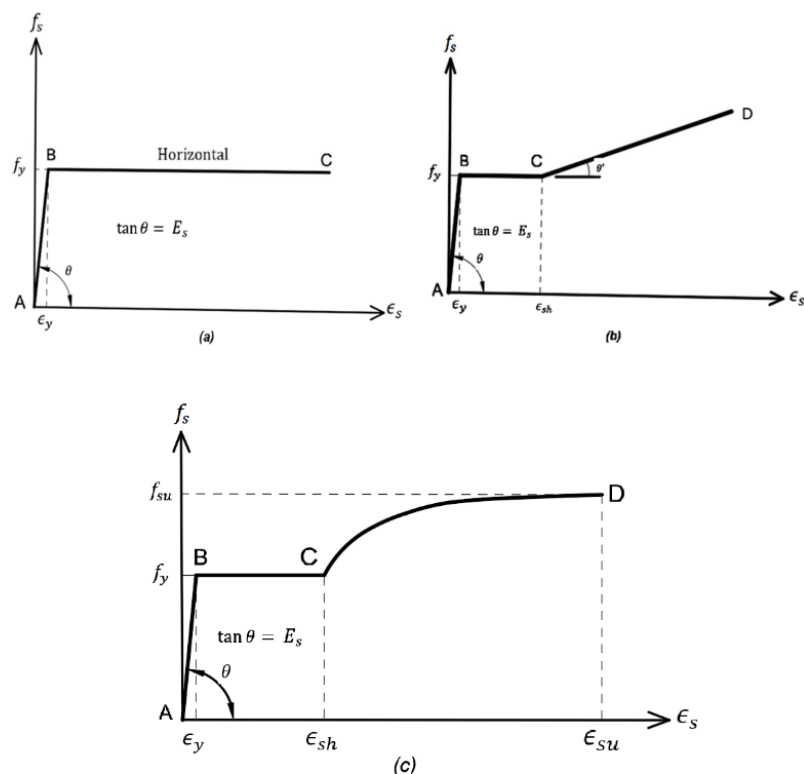 f_s
B
Horizontal
C
f_y
tan θ = E_s
θ
A
ϵ_y
ϵ_s
(a)
f_s
D
B
C
θ'
f_y
tan θ = E_s
θ
A
ϵ_y
ϵ_sh
ϵ_s
(b)
f_s
f_su
D
B
C
f_y
tan θ = E_s
θ
A
ϵ_y
ϵ_sh
ϵ_su
ϵ_s
(c)